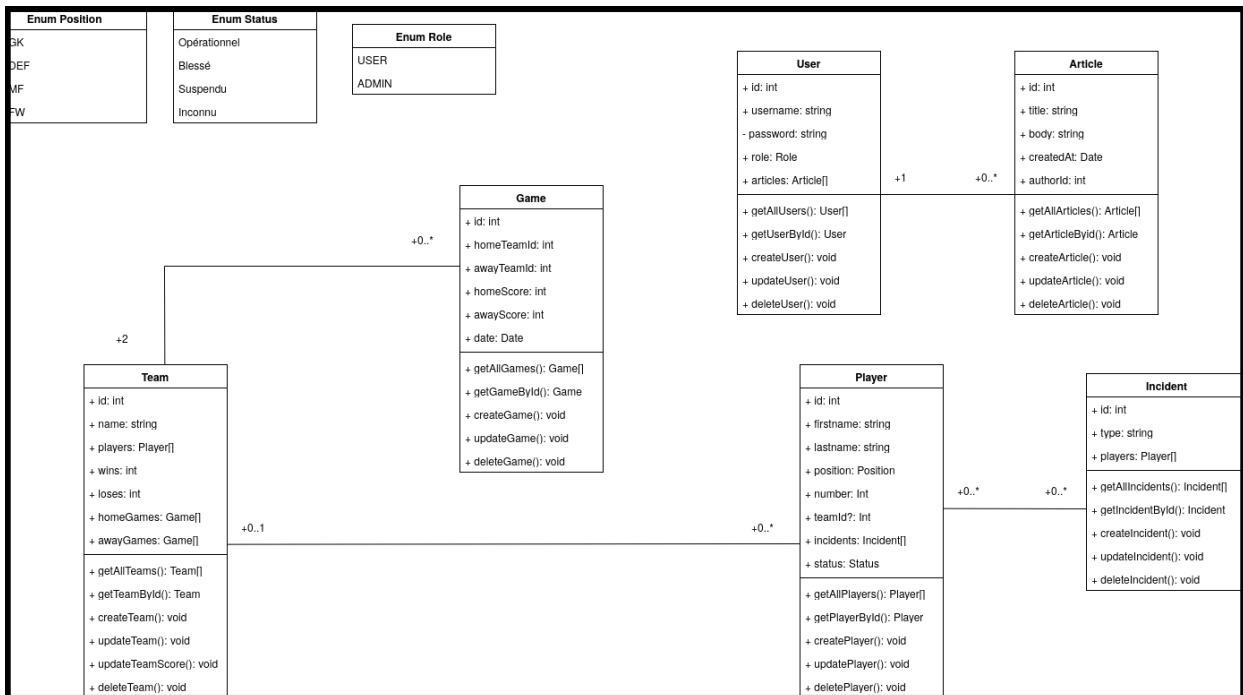 Enum Position
GK
DEF
MF
FW
Enum Status
Opérationnel
Blessé
Suspendu
Inconnu
Enum Role
USER
ADMIN
User
+ id: int
+ username: string
- password: string
+ role: Role
+ articles: Article[]
+ getAllUsers(): User[]
+ getUserById(): User
+ createUser(): void
+ updateUser(): void
+ deleteUser(): void
+1
+0..*
Article
+ id: int
+ title: string
+ body: string
+ createdAt: Date
+ authorId: int
+ getAllArticles(): Article[]
+ getArticleByid(): Article
+ createArticle(): void
+ updateArticle(): void
+ deleteArticle(): void
Game
+ id: int
+ homeTeamId: int
+ awayTeamId: int
+ homeScore: int
+ awayScore: int
+ date: Date
+ getAllGames(): Game[]
+ getGameById(): Game
+ createGame(): void
+ updateGame(): void
+ deleteGame(): void
+0..*
+2
Team
+ id: int
+ name: string
+ players: Player[]
+ wins: int
+ loses: int
+ homeGames: Game[]
+ awayGames: Game[]
+ getAllTeams(): Team[]
+ getTeamById(): Team
+ createTeam(): void
+ updateTeam(): void
+ updateTeamScore(): void
+ deleteTeam(): void
+0..1
+0..*
Player
+ id: int
+ firstname: string
+ lastname: string
+ position: Position
+ number: Int
+ teamId?: Int
+ incidents: Incident[]
+ status: Status
+ getAllPlayers(): Player[]
+ getPlayerById(): Player
+ createPlayer(): void
+ updatePlayer(): void
+ deletePlayer(): void
+0..*
+0..*
Incident
+ id: int
+ type: string
+ players: Player[]
+ getAllIncidents(): Incident[]
+ getIncidentById(): Incident
+ createIncident(): void
+ updateIncident(): void
+ deleteIncident(): void